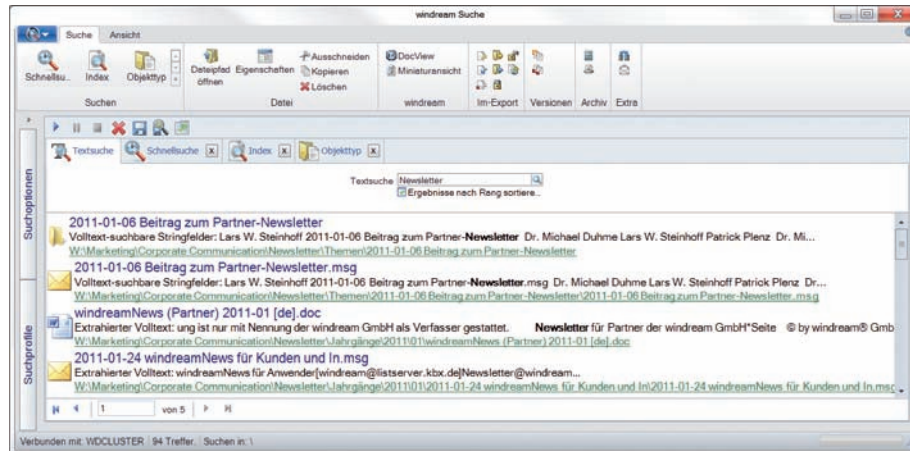 windream Suche
Suche Ansicht
Schnellsu... Index Objekttyp
Dateipfad öffnen Eigenschaften Ausschneiden Kopieren Löschen
DocView Miniaturansicht
Suchen Datei windream Im-Export Versionen Archiv Extra
Suchoptionen
Suchprofile
Textsuche Schnellsuche Index Objekttyp
Textsuche Newsletter
Ergebnisse nach Rang sortiere...
2011-01-06 Beitrag zum Partner-Newsletter
Volltext-suchbare Stringfelder: Lars W. Steinhoff 2011-01-06 Beitrag zum Partner-Newsletter Dr. Michael Duhme Lars W. Steinhoff Patrick Plenz Dr. Mi...
W:\Marketing\Corporate Communication\Newsletter\Themen\2011-01-06 Beitrag zum Partner-Newsletter
2011-01-06 Beitrag zum Partner-Newsletter.msg
Volltext-suchbare Stringfelder: Lars W. Steinhoff 2011-01-06 Beitrag zum Partner-Newsletter.msg Dr. Michael Duhme Lars W. Steinhoff Patrick Plenz Dr...
W:\Marketing\Corporate Communication\Newsletter\Themen\2011-01-06 Beitrag zum Partner-Newsletter\2011-01-06 Beitrag zum Partner-Newsletter.msg
windreamNews (Partner) 2011-01 [de].doc
Extrahierter Volltext: ung ist nur mit Nennung der windream GmbH als Verfasser gestattet. Newsletter für Partner der windream GmbH"Seite © by windream® Gmb
W:\Marketing\Corporate Communication\Newsletter\Jahrgänge\2011\01\windreamNews (Partner) 2011-01 [de].doc
2011-01-24 windreamNews für Kunden und In.msg
Extrahierter Volltext: windreamNews für Anwender[windream@listserver.kbx.de]Newsletter@windream...
W:\Marketing\Corporate Communication\Newsletter\Jahrgänge\2011\01\2011-01-24 windreamNews für Kunden und In\2011-01-24 windreamNews für Kunden und In.msg
1 von 5
Verbunden mit: WDCLUSTER 94 Treffer. Suchen in: \